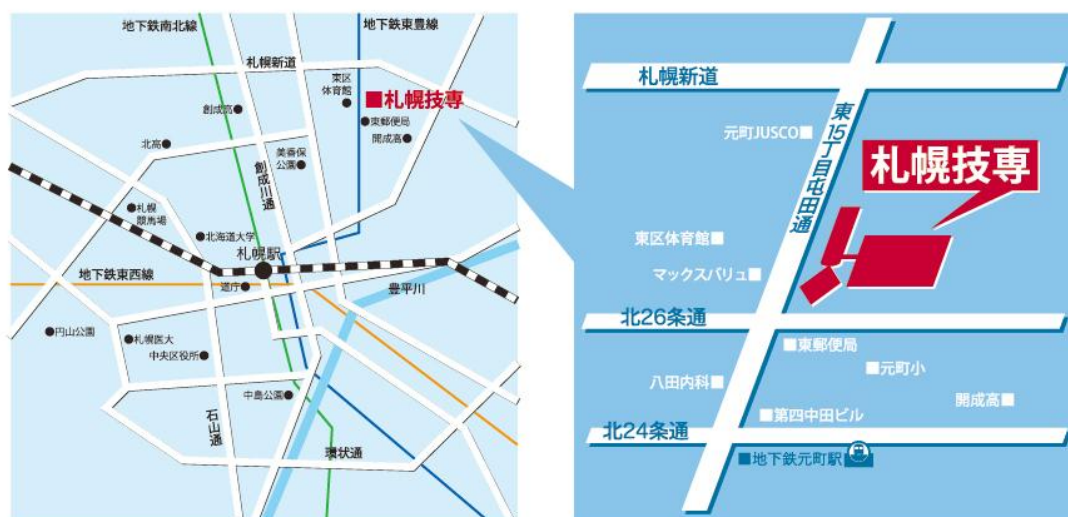 地下鉄南北線
地下鉄東豊線
札幌新道
東区
体育館
■札幌技専
創成高●
●東郵便局
開成高●
北高●
美香保
公園●
創成川通
●札幌
競馬場
●北海道大学
札幌駅
地下鉄東西線
道庁●
豊平川
●円山公園
●札幌医大
中央区役所●
中島公園●
石山通
環状通
札幌新道
元町JUSCO■
東15丁目屯田通
札幌技専
東区体育館■
マックスバリュ■
北26条通
■東郵便局
■元町小
八田内科■
開成高■
■第四中田ビル
北24条通
■地下鉄元町駅